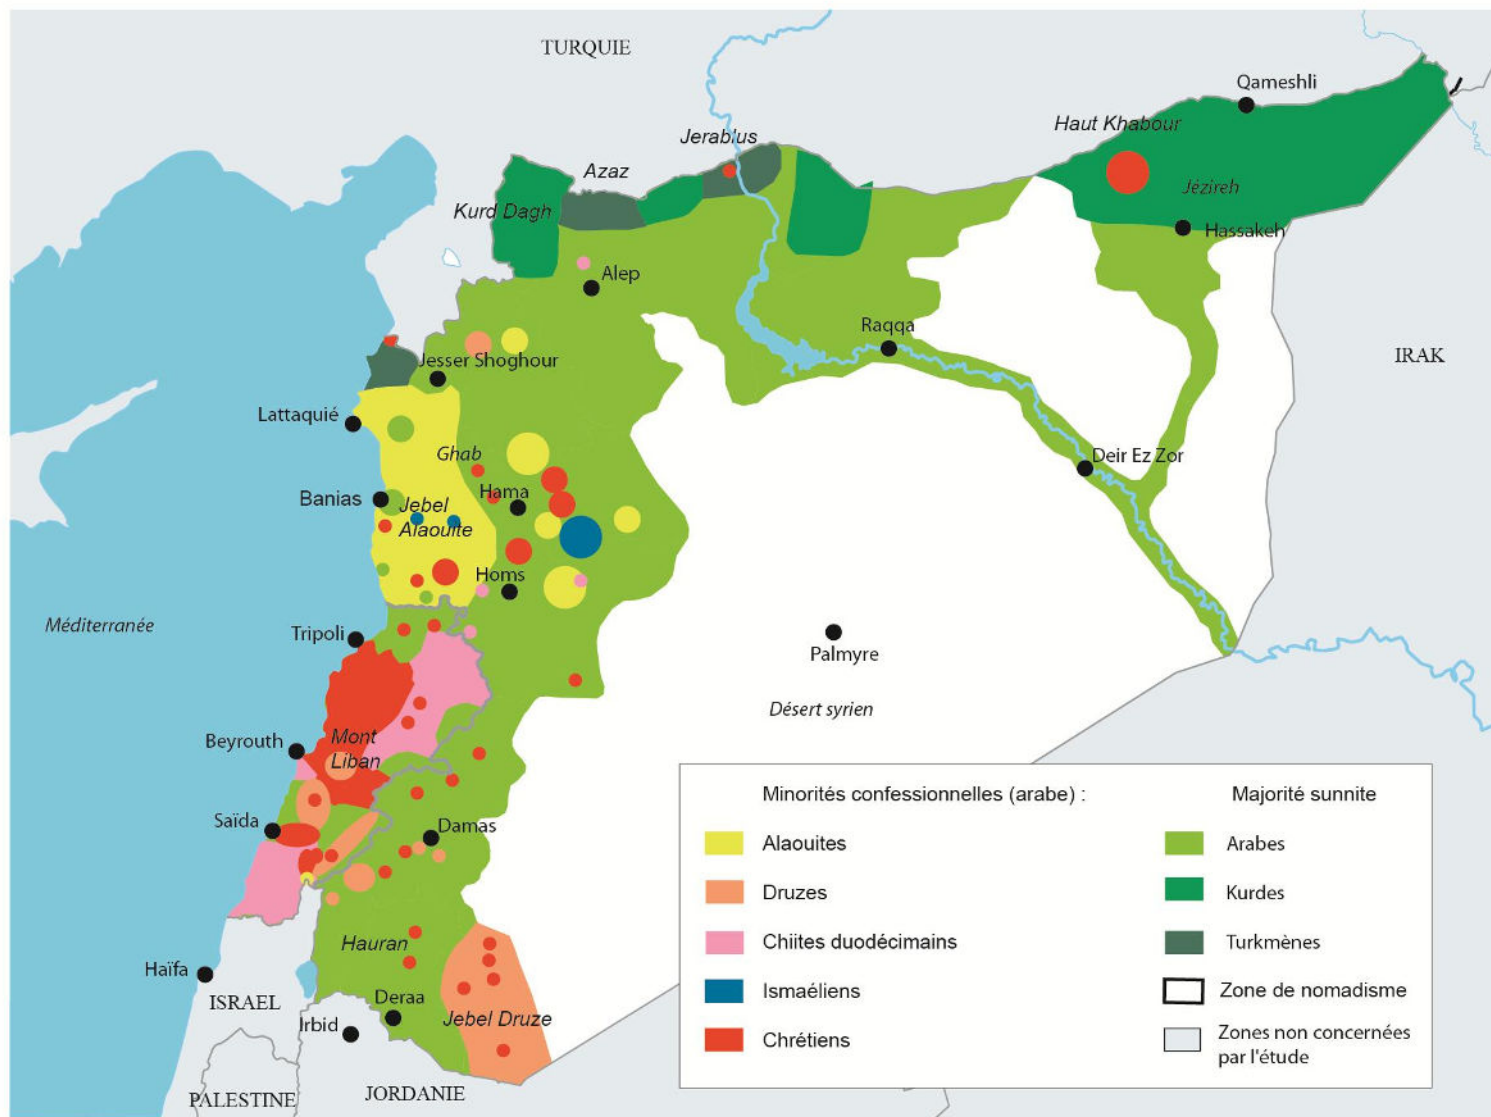 TURQUIE
Qameshli
Haut Khabour
Jerablus
Azaz
Jézireh
Kurd Dagh
Hassakeh
Alep
Raqqa
IRAK
Jesser Shoghour
Lattaquié
Ghab
Deir Ez Zor
Banias
Hama
Jebel
Alaouite
Homs
Méditerranée
Tripoli
Palmyre
Désert syrien
Mont
Liban
Beyrouth
Saïda
Damas
Hauran
Haïfa
ISRAEL
Deraa
Irbid
Jebel Druze
PALESTINE
JORDANIE
Minorités confessionnelles (arabe) :
Alaouites
Druzes
Chiites duodécimains
Ismaéliens
Chrétiens
Majorité sunnite
Arabes
Kurdes
Turkmènes
Zone de nomadisme
Zones non concernées
par l'étude